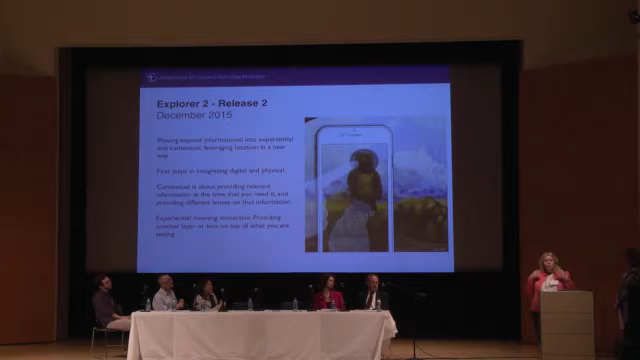 Explorer 2 - Release 2
December 2015
Moving beyond informational into experiential
and contextual, leveraging location in a new
way
First steps in integrating digital and physical
Contextual is about providing relevant
information at the time that you need it, and
providing different lenses on that information.
Experiential meaning immersive. Providing
another layer or lens on top of what you are
seeing.